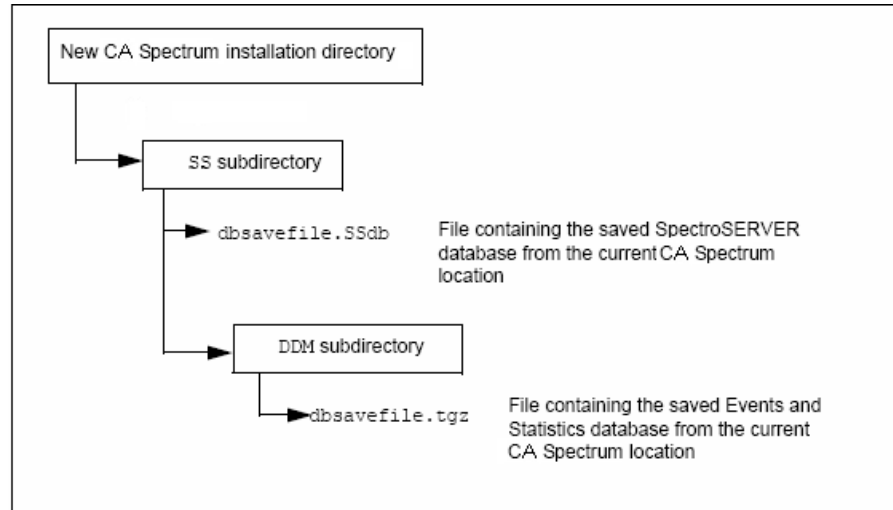 New CA Spectrum installation directory
SS subdirectory
dbsavefile.SSdb
File containing the saved SpectroSERVER
database from the current CA Spectrum
location
DDM subdirectory
dbsavefile.tgz
File containing the saved Events and
Statistics database from the current
CA Spectrum location